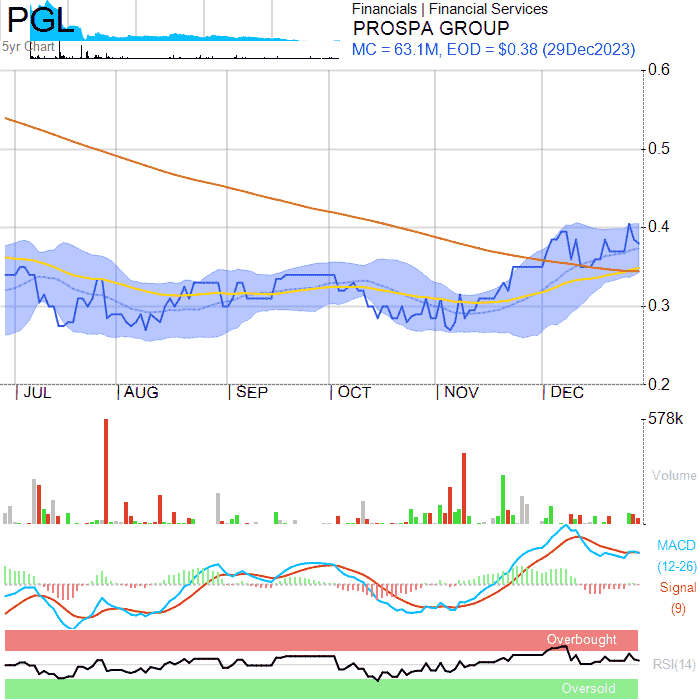 PGL
5yr Chart
Financials | Financial Services
PROSPA GROUP
MC = 63.1M, EOD = $0.38 (29Dec2023)
0.6
0.5
0.4
0.3
0.2
JUL AUG SEP OCT NOV DEC
578k
Volume
MACD
(12-26)
Signal
(9)
Overbought
RSI(14)
Oversold